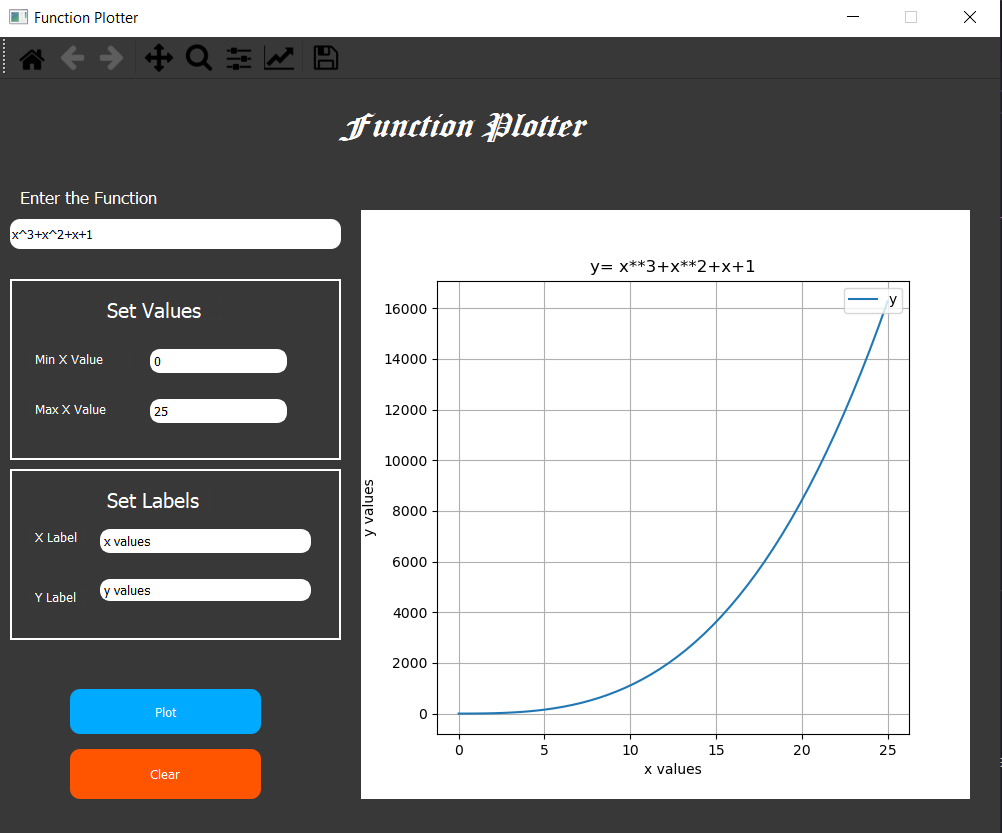 Function Plotter
Function Plotter
Enter the Function
x^3+x^2+x+1
Set Values
Min X Value 0
Max X Value 25
Set Labels
X Label x values
Y Label y values
Plot
Clear
y= x**3+x**2+x+1
y
16000
14000
12000
10000
8000
6000
4000
2000
0
y values
0 5 10 15 20 25
x values